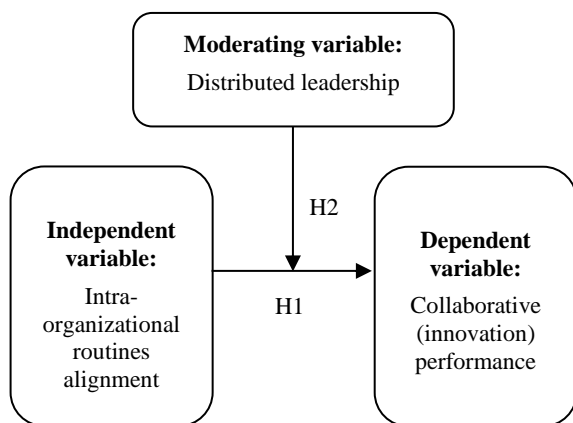 Moderating variable:
Distributed leadership
H2
Independent
variable:
Intra-
organizational
routines
alignment
H1
Dependent
variable:
Collaborative
(innovation)
performance